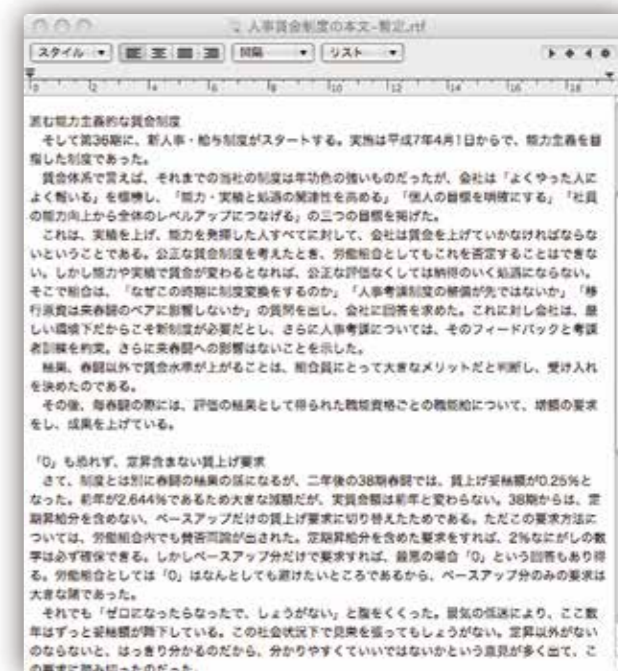 人事賃金制度の本文-暫定.rtf
スタイル 間隔 リスト
0 2 4 6 8 10 12 14 16 18
進む能力主義的な賃金制度
そして第36期に、新人事・給与制度がスタートする。実施は平成7年4月1日からで、能力主義を目
指した制度であった。
賃金体系で言えば、それまでの当社の制度は年功色の強いものだったが、会社は「よくやった人に
よく報いる」を標榜し、「能力・実績と処遇の関連性を高める」「個人の目標を明確にする」「社員
の能力向上から全体のレベルアップにつなげる」の三つの目標を掲げた。
これは、実績を上げ、能力を発揮した人すべてに対して、会社は賃金を上げていかなければならな
いということである。公正な賃金制度を考えたとき、労働組合としてもこれを否定することはできな
い。しかし能力や実績で賃金が変わるとなれば、公正な評価なくしては納得のいく処遇にならない。
そこで組合は、「なぜこの時期に制度変換をするのか」「人事考課制度の整備が先ではないか」「移
行原資は来春闘のベアに影響しないか」の質問を出し、会社に回答を求めた。これに対し会社は、厳
しい環境下だからこそ新制度が必要だとし、さらに人事考課については、そのフィードバックと考課
者訓練を約束。さらに来春闘への影響はないことを示した。
結果、春闘以外で賃金水準が上がることは、組合員にとって大きなメリットだと判断し、受け入れ
を決めたのである。
その後、毎春闘の際には、評価の結果として得られた職能資格ごとの職能給について、増額の要求
をし、成果を上げている。
「0」も恐れず、定昇含まない賃上げ要求
さて、制度とは別に春闘の結果の話になるが、二年後の38期春闘では、賃上げ妥結額が0.25%と
なった。前年が2.644%であるため大きな減額だが、実質金額は前年と変わらない。38期からは、定
期昇給分を含めない、ベースアップだけの賃上げ要求に切り替えたためである。ただこの要求方法に
ついては、労働組合内でも賛否両論が出された。定期昇給分を含めた要求をすれば、2%なにがしの数
字は必ず確保できる。しかしベースアップ分だけで要求すれば、最悪の場合「0」という回答もあり得
る。労働組合としては「0」はなんとしても避けたいところであるから、ベースアップ分のみの要求は
大きな賭であった。
それでも「ゼロになったらなったで、しょうがない」と腹をくくった。景気の低迷により、ここ数
年はずっと妥結額が降下している。この社会状況下で見栄を張ってもしょうがない。定昇以外がない
のならないと、はっきり分かるのだから、分かりやすくていいではないかという意見が多く出て、こ
の要求に踏み切ったのだった。